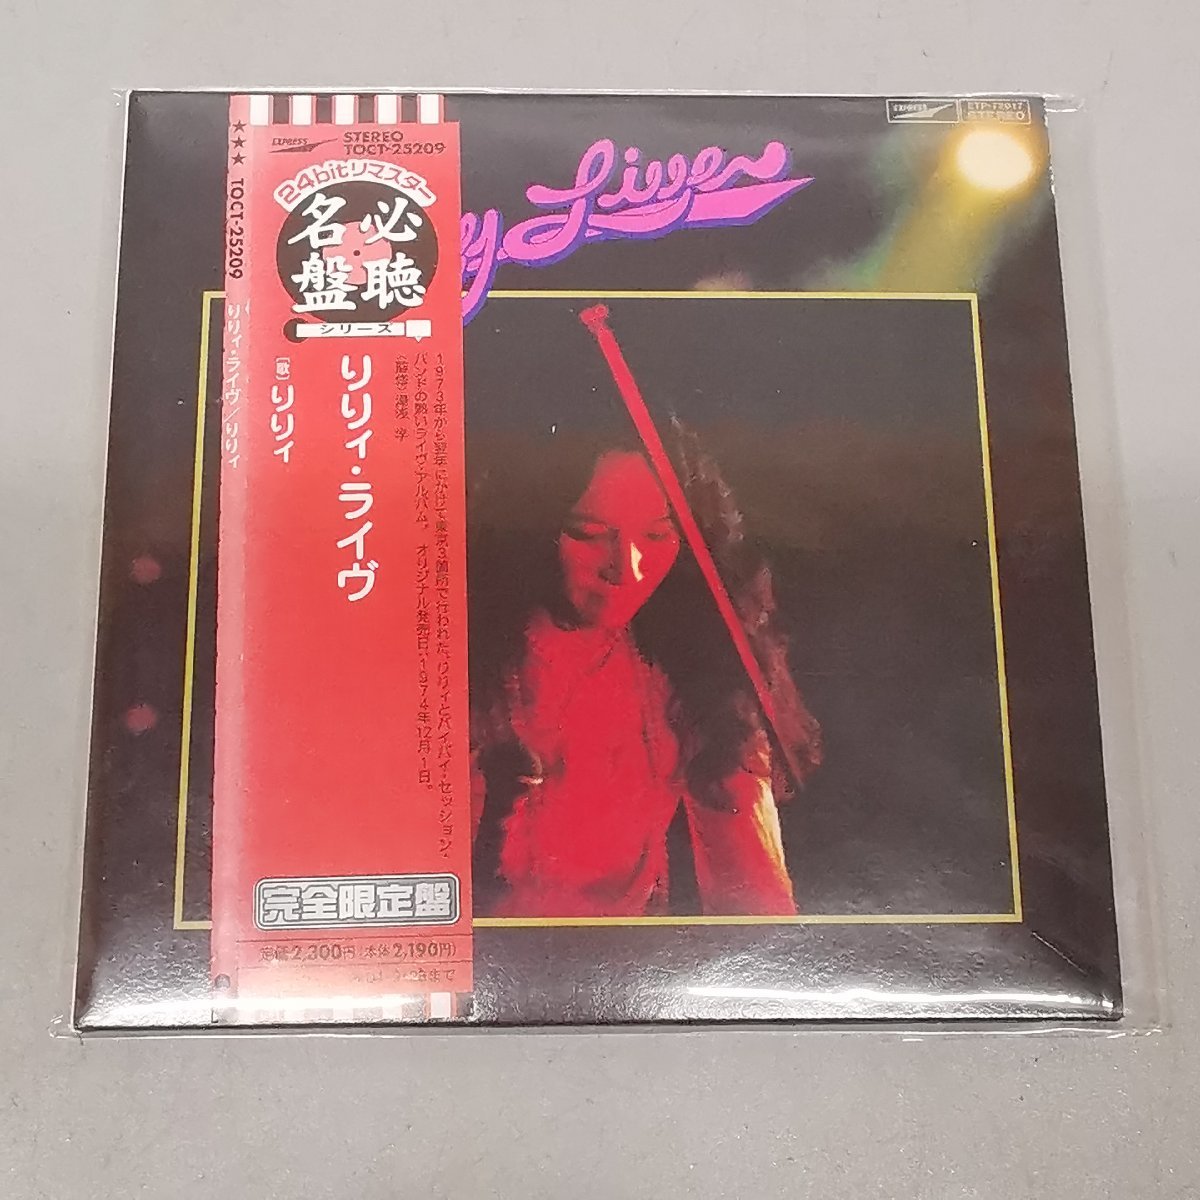 EXPRESS
STEREO
TOCT-25209
24bitリマスター
必聴
名盤
シリーズ
りりィ・ライヴ
[歌] りりィ
1973年から翌年にかけて東京3箇所で行われた、りりィとバイバイ・セッション・
バンドの熱いライヴ・アルバム。 オリジナル発売日:1974年12月1日。
完全限定盤
定価2,300円(本体2,190円)
まで
★★★ TOCT-25209 りりィ・ライヴ/りりィ
Live
EXPRESS
ETP-72017
STEREO